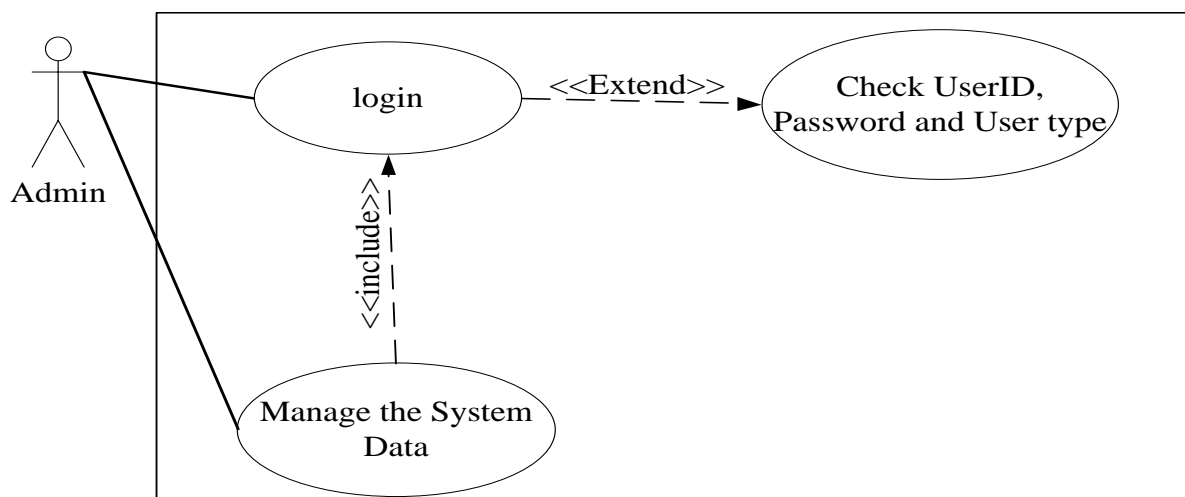 login
<<Extend>>
Check UserID,
Password and User type
Admin
<<include>>
Manage the System
Data